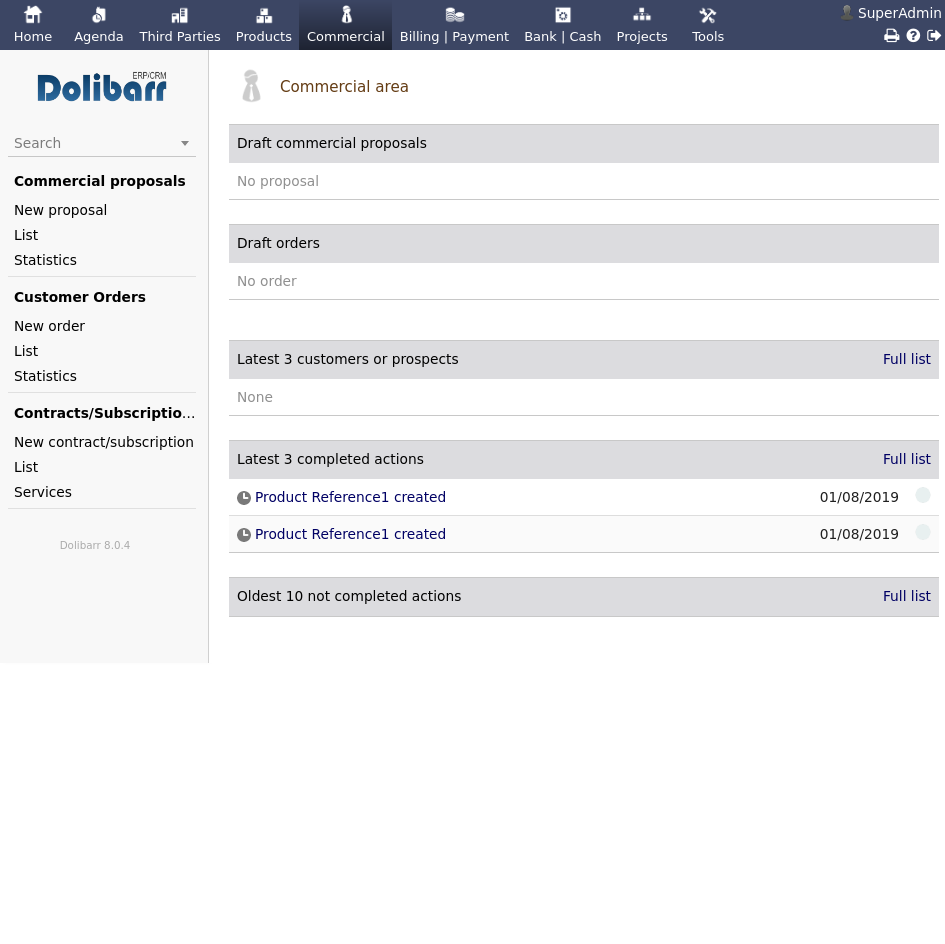 Home Agenda Third Parties Products Commercial Billing | Payment Bank | Cash Projects Tools SuperAdmin
Dolibarr ERP/CRM
Search
Commercial proposals
New proposal
List
Statistics
Customer Orders
New order
List
Statistics
Contracts/Subscriptio...
New contract/subscription
List
Services
Dolibarr 8.0.4
Commercial area
Draft commercial proposals
No proposal
Draft orders
No order
Latest 3 customers or prospects Full list
None
Latest 3 completed actions Full list
Product Reference1 created 01/08/2019
Product Reference1 created 01/08/2019
Oldest 10 not completed actions Full list